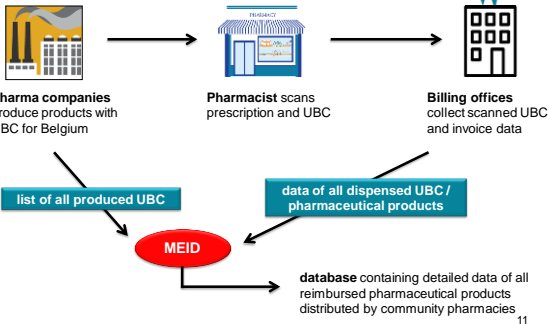 PHARMACY
harma companies
roduce products with
BC for Belgium
Pharmacist scans
prescription and UBC
Billing offices
collect scanned UBC
and invoice data
list of all produced UBC
data of all dispensed UBC /
pharmaceutical products
MEID
database containing detailed data of all
reimbursed pharmaceutical products
distributed by community pharmacies
11